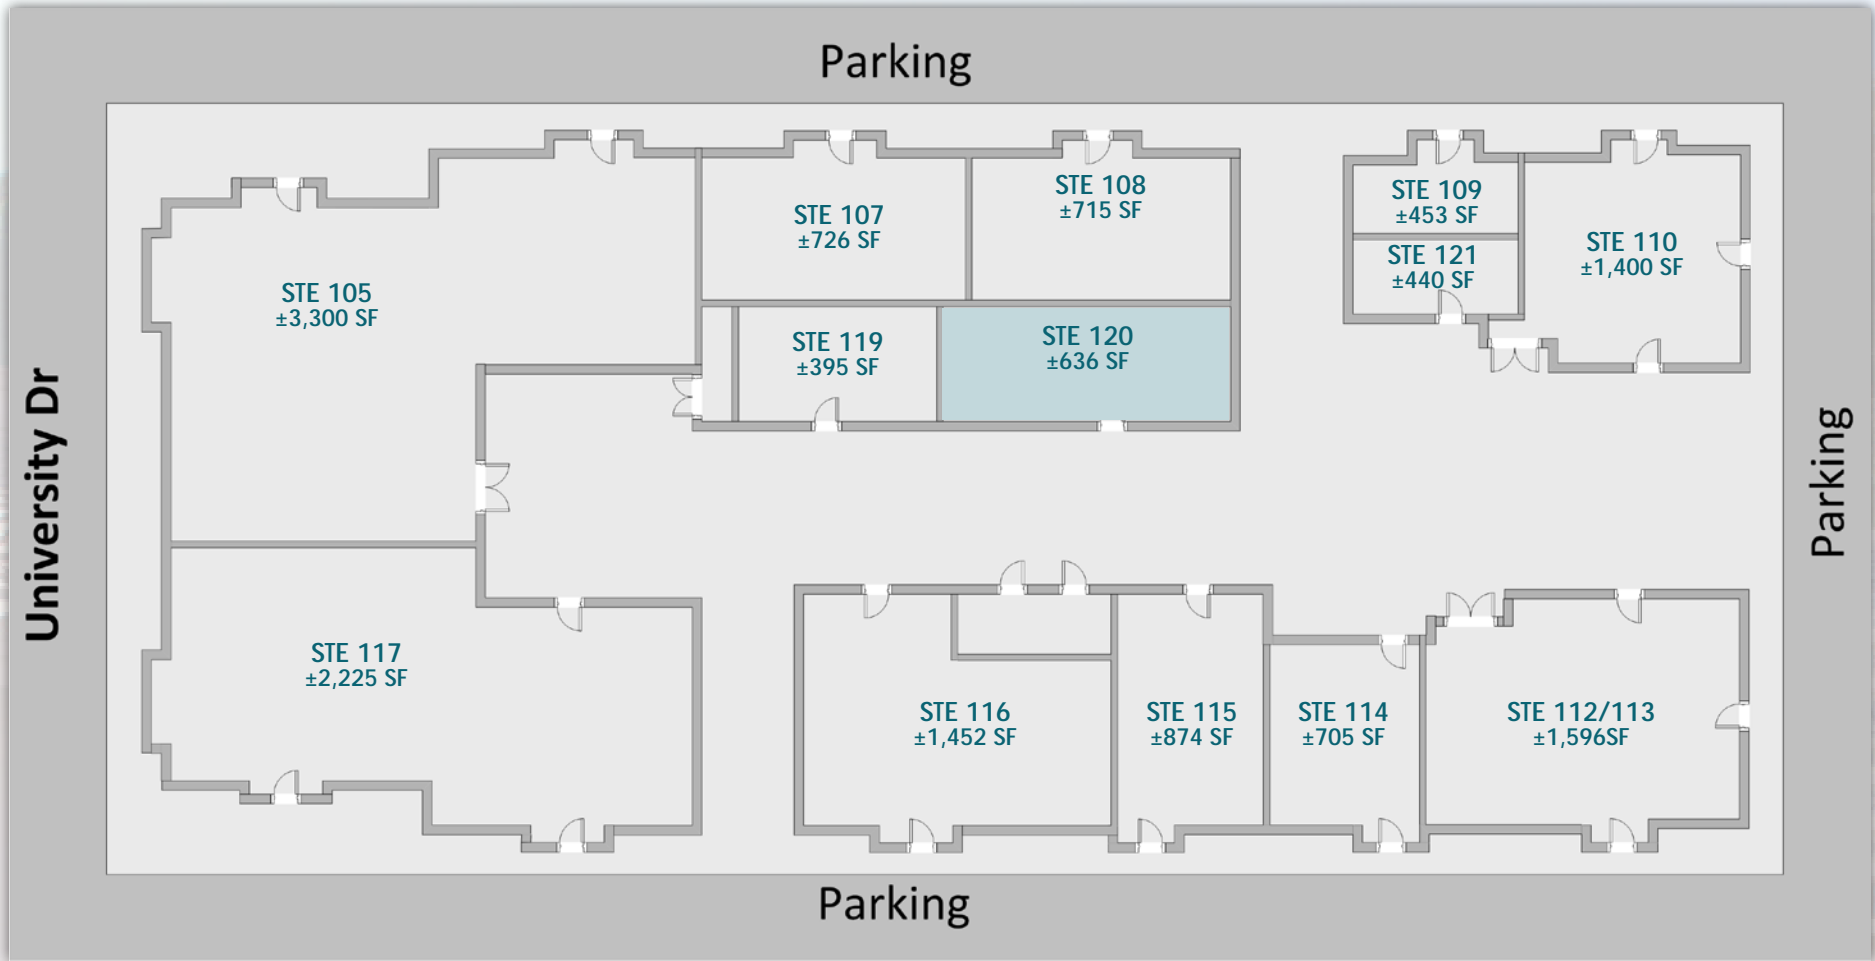 Parking
STE 105
±3,300 SF
STE 107
±726 SF
STE 108
±715 SF
STE 109
±453 SF
STE 110
±1,400 SF
STE 121
±440 SF
STE 119
±395 SF
STE 120
±636 SF
University Dr
Parking
STE 117
±2,225 SF
STE 116
±1,452 SF
STE 115
±874 SF
STE 114
±705 SF
STE 112/113
±1,596SF
Parking